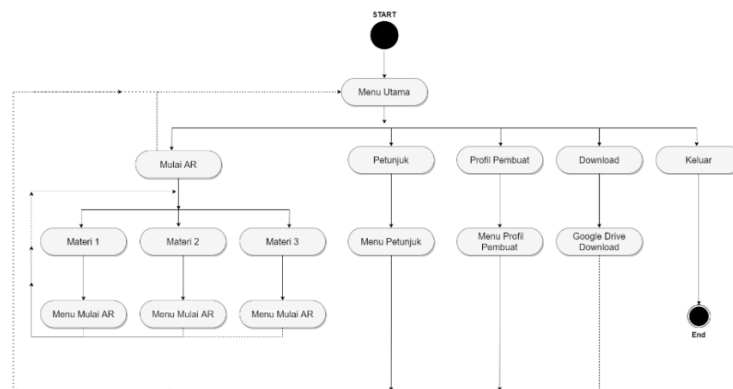 START
Menu Utama
Mulai AR
Petunjuk
Profil Pembuat
Download
Keluar
Materi 1
Materi 2
Materi 3
Menu Petunjuk
Menu Profil
Pembuat
Google Drive
Download
Menu Mulai AR
Menu Mulai AR
Menu Mulai AR
End